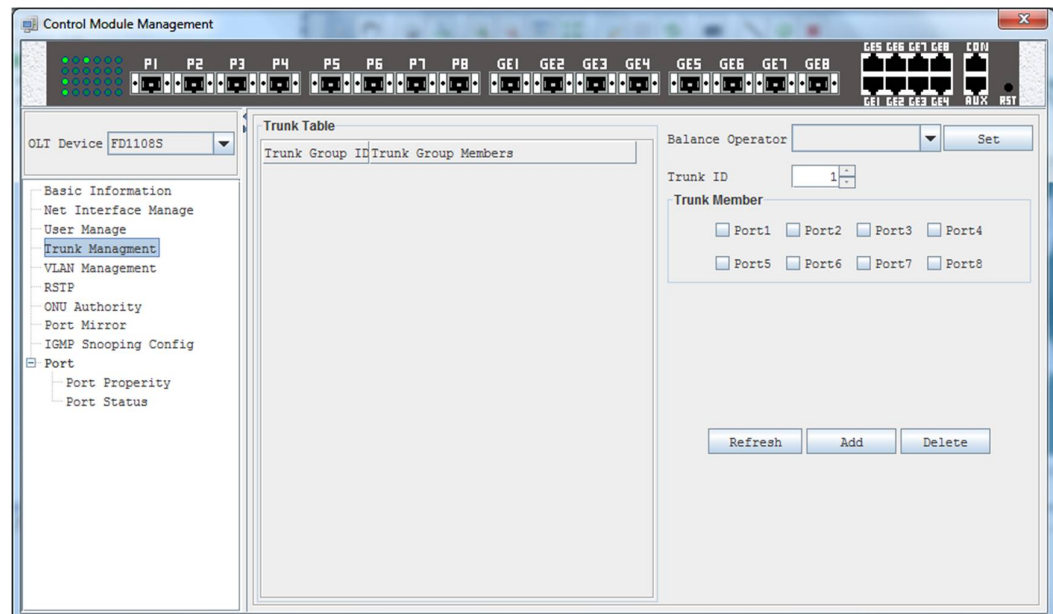 Control Module Management
GE5 GE6 GE7 GE8 CON
P1 P2 P3 P4 P5 P6 P7 P8 GE1 GE2 GE3 GE4 GE5 GE6 GE7 GE8
GE1 GE2 GE3 GE4 AUX RST
OLT Device FD1108S
Basic Information
Net Interface Manage
User Manage
Trunk Managment
VLAN Management
RSTP
ONU Authority
Port Mirror
IGMP Snooping Config
Port
Port Properity
Port Status
Trunk Table
Trunk Group ID Trunk Group Members
Balance Operator Set
Trunk ID 1
Trunk Member
Port1 Port2 Port3 Port4
Port5 Port6 Port7 Port8
Refresh Add Delete